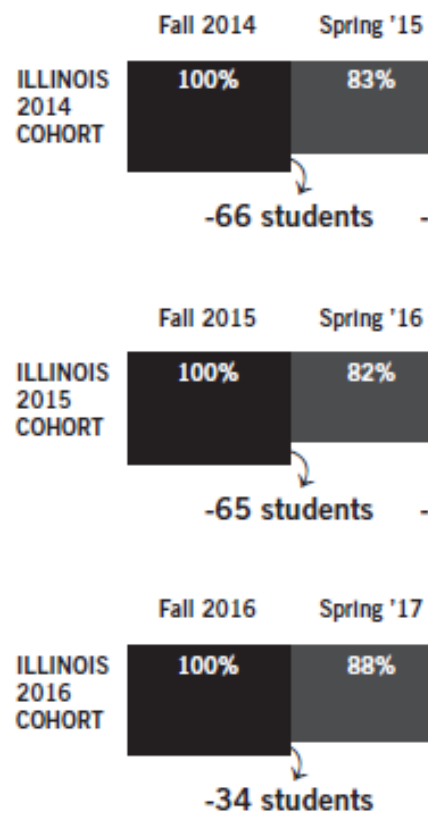 Fall 2014 Spring '15
ILLINOIS 2014 COHORT
100% 83%
-66 students -
Fall 2015 Spring '16
ILLINOIS 2015 COHORT
100% 82%
-65 students -
Fall 2016 Spring '17
ILLINOIS 2016 COHORT
100% 88%
-34 students